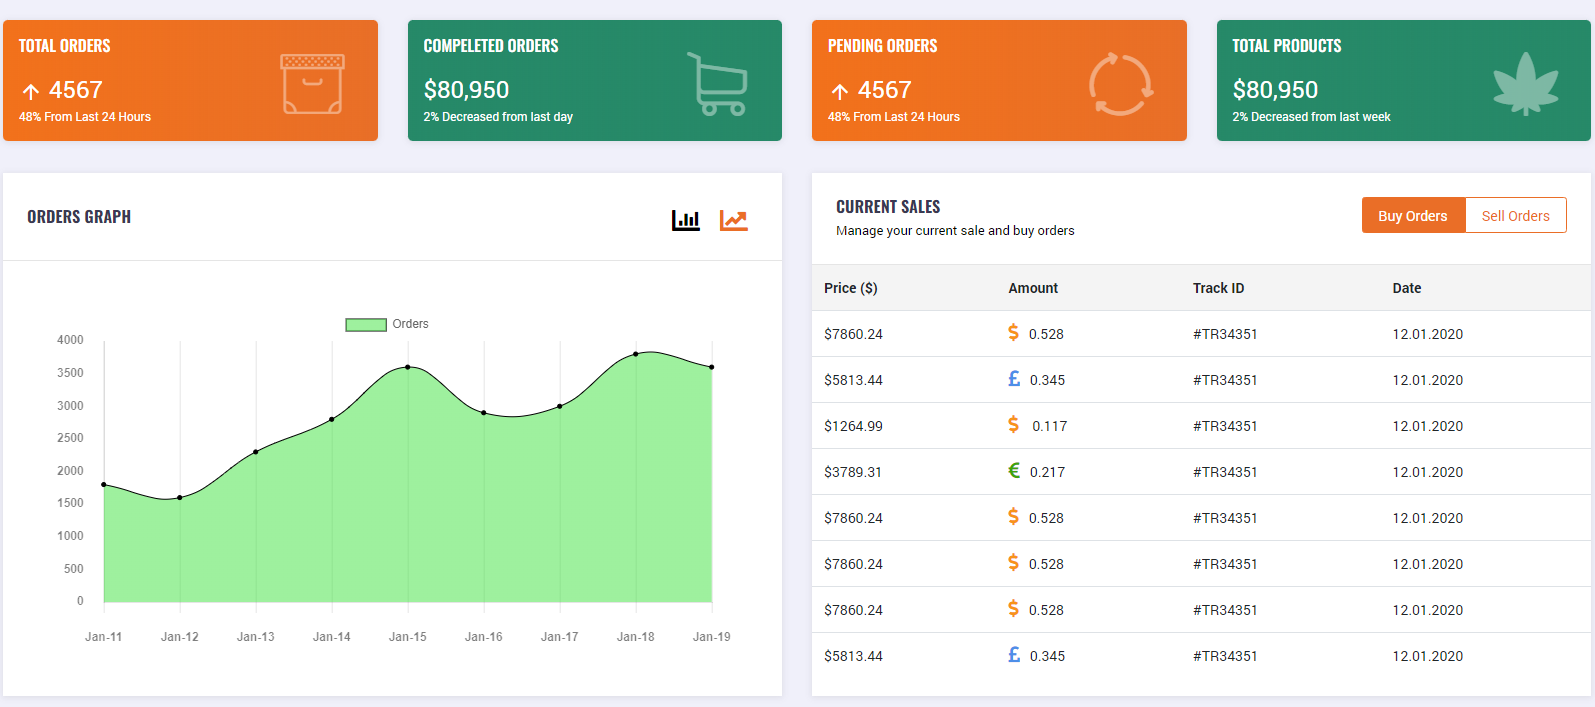 TOTAL ORDERS
4567
48% From Last 24 Hours
COMPELETED ORDERS
$80,950
2% Decreased from last day
PENDING ORDERS
4567
48% From Last 24 Hours
TOTAL PRODUCTS
$80,950
2% Decreased from last week
ORDERS GRAPH
Orders
4000
3500
3000
2500
2000
1500
1000
500
0
Jan-11 Jan-12 Jan-13 Jan-14 Jan-15 Jan-16 Jan-17 Jan-18 Jan-19
CURRENT SALES
Manage your current sale and buy orders
Buy Orders Sell Orders
Price ($) Amount Track ID Date
$7860.24 $ 0.528 #TR34351 12.01.2020
$5813.44 £ 0.345 #TR34351 12.01.2020
$1264.99 $ 0.117 #TR34351 12.01.2020
$3789.31 € 0.217 #TR34351 12.01.2020
$7860.24 $ 0.528 #TR34351 12.01.2020
$7860.24 $ 0.528 #TR34351 12.01.2020
$7860.24 $ 0.528 #TR34351 12.01.2020
$5813.44 £ 0.345 #TR34351 12.01.2020